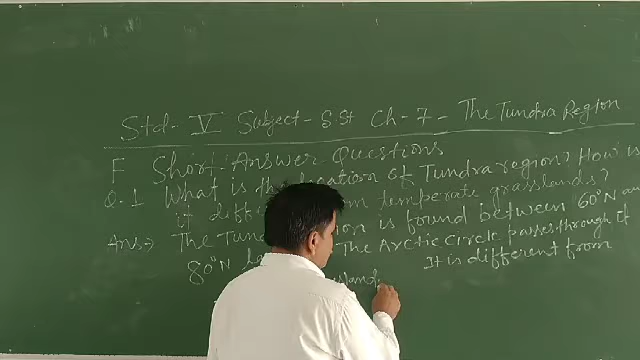 Std- V Subject- S.St Ch-7- The Tundra Region
F Short Answer Questions
Q.1 What is the location of Tundra region? How is
it differ temperate grasslands?
Ans:→ The Tun is found between 60°N an
80°N The Arctic Circle passes through it
It is different from